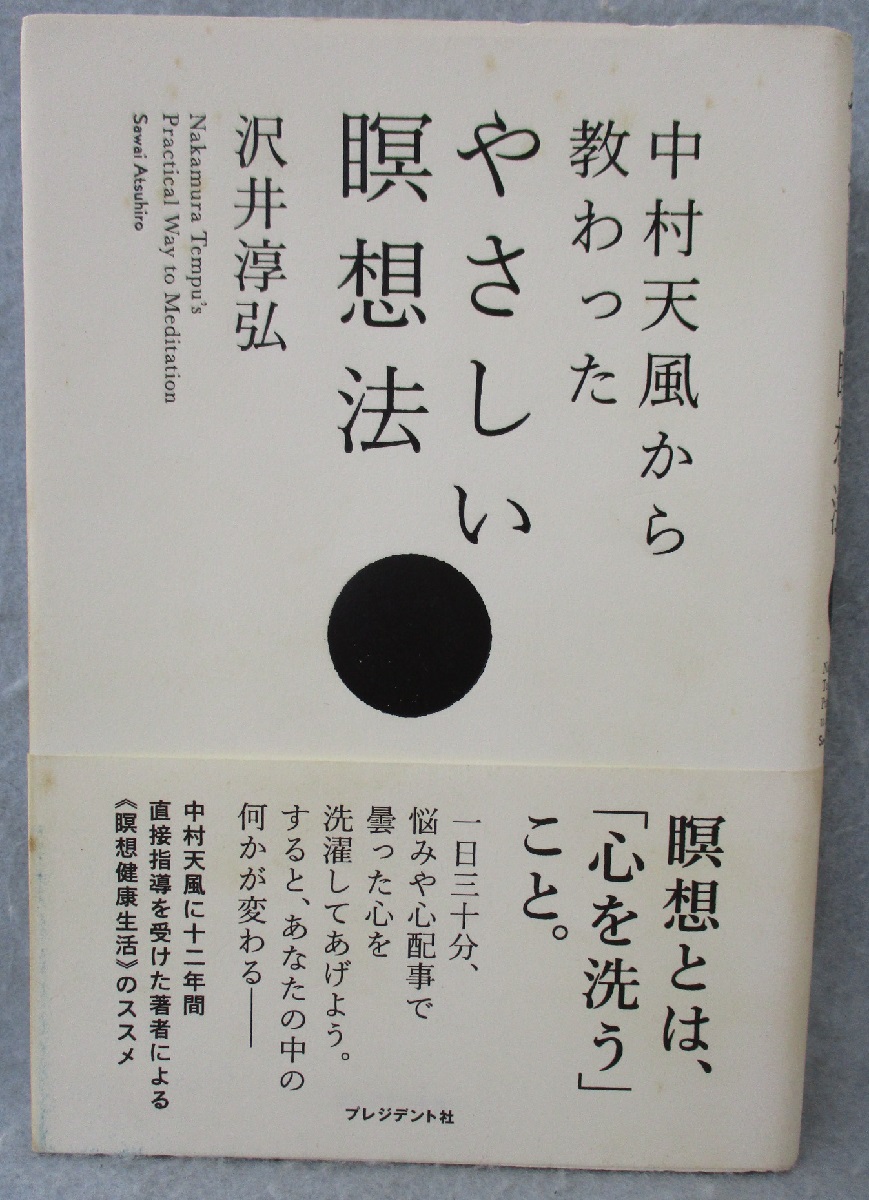 中村天風から
教わった
やさしい
瞑想法
沢井淳弘
Nakamura Tempu's
Practical Way to Meditation
Sawai Atsuhiro
瞑想とは、
「心を洗う」
こと。
一日三十分、
悩みや心配事で
曇った心を
洗濯してあげよう。
すると、あなたの中の
何かが変わる――
中村天風に十二年間
直接指導を受けた著者による
《瞑想健康生活》のススメ
プレジデント社